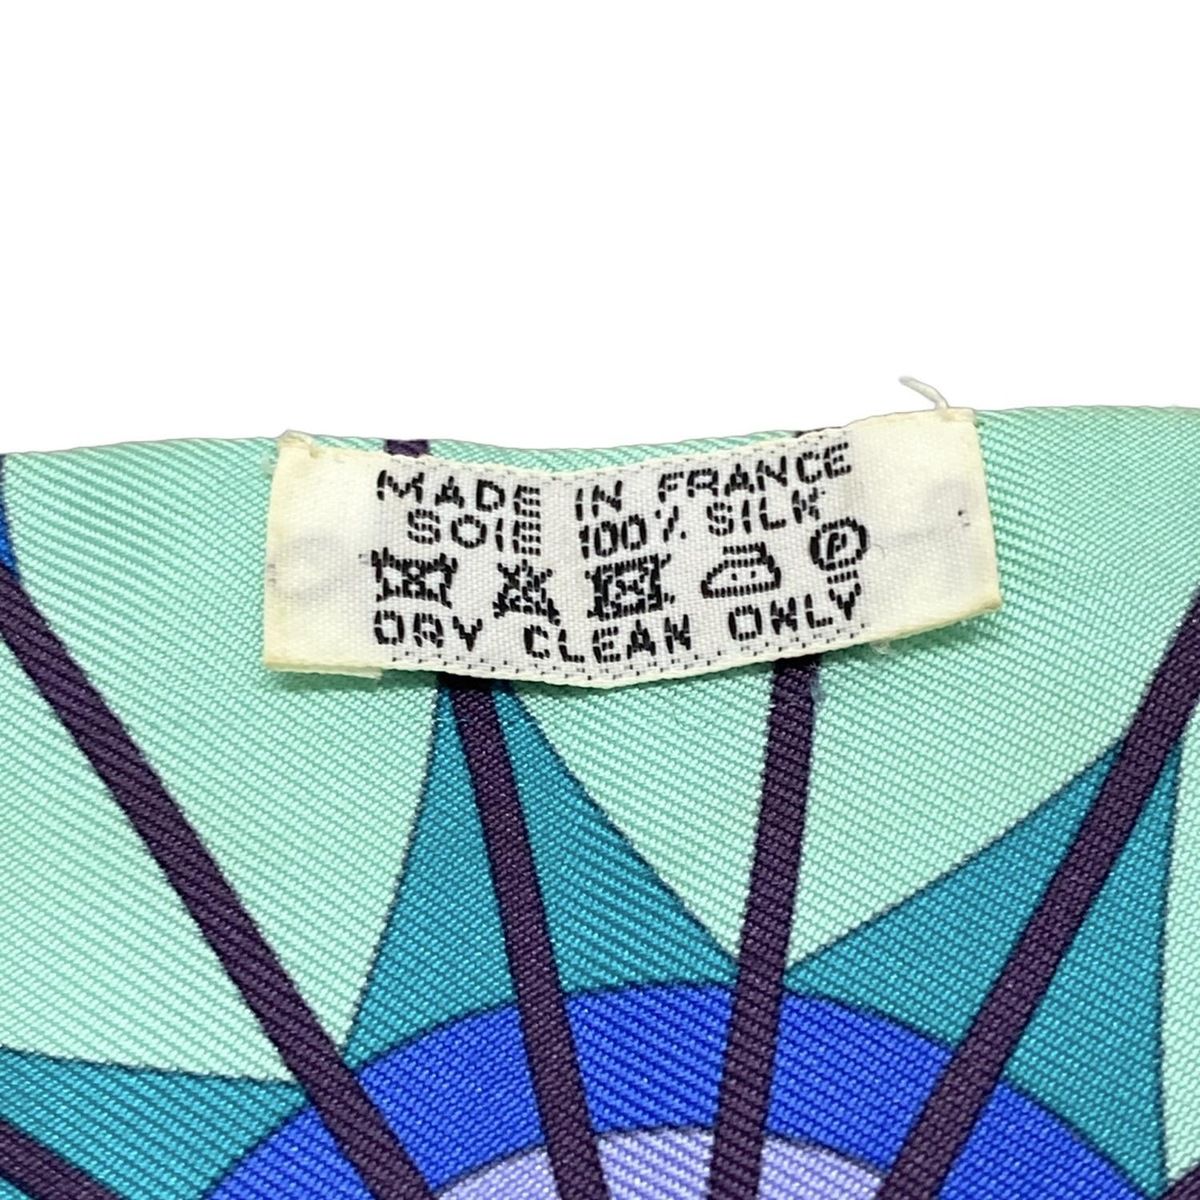 MADE IN FRANCE
SOIE 100% SILK
P
DRY CLEAN ONLY